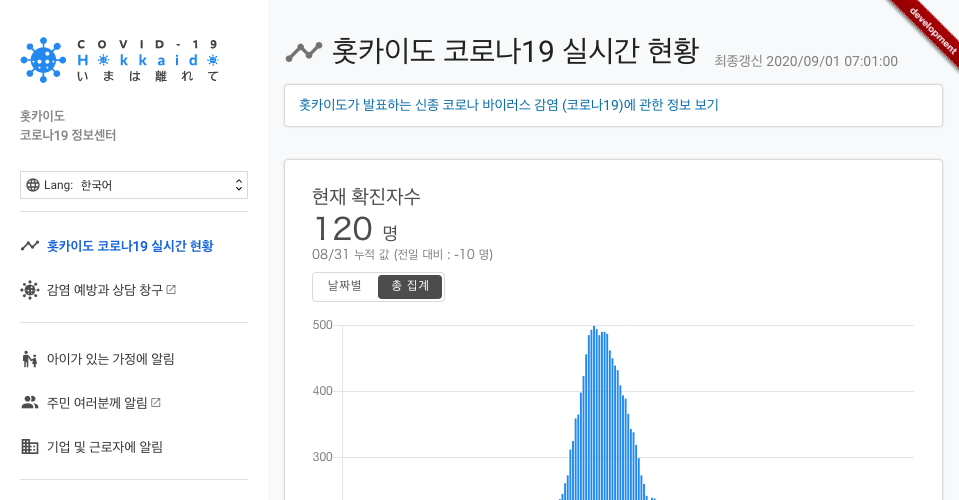 COVID-19
Hokkaido
いまは離れて
홋카이도
코로나19 정보센터
Lang: 한국어
홋카이도 코로나19 실시간 현황
감염 예방과 상담 창구
아이가 있는 가정에 알림
주민 여러분께 알림
기업 및 근로자에 알림
홋카이도 코로나19 실시간 현황
최종갱신 2020/09/01 07:01:00
development
홋카이도가 발표하는 신종 코로나 바이러스 감염 (코로나19)에 관한 정보 보기
현재 확진자수
120 명
08/31 누적 값 (전일 대비 : -10 명)
날짜별 총 집계
500
400
300